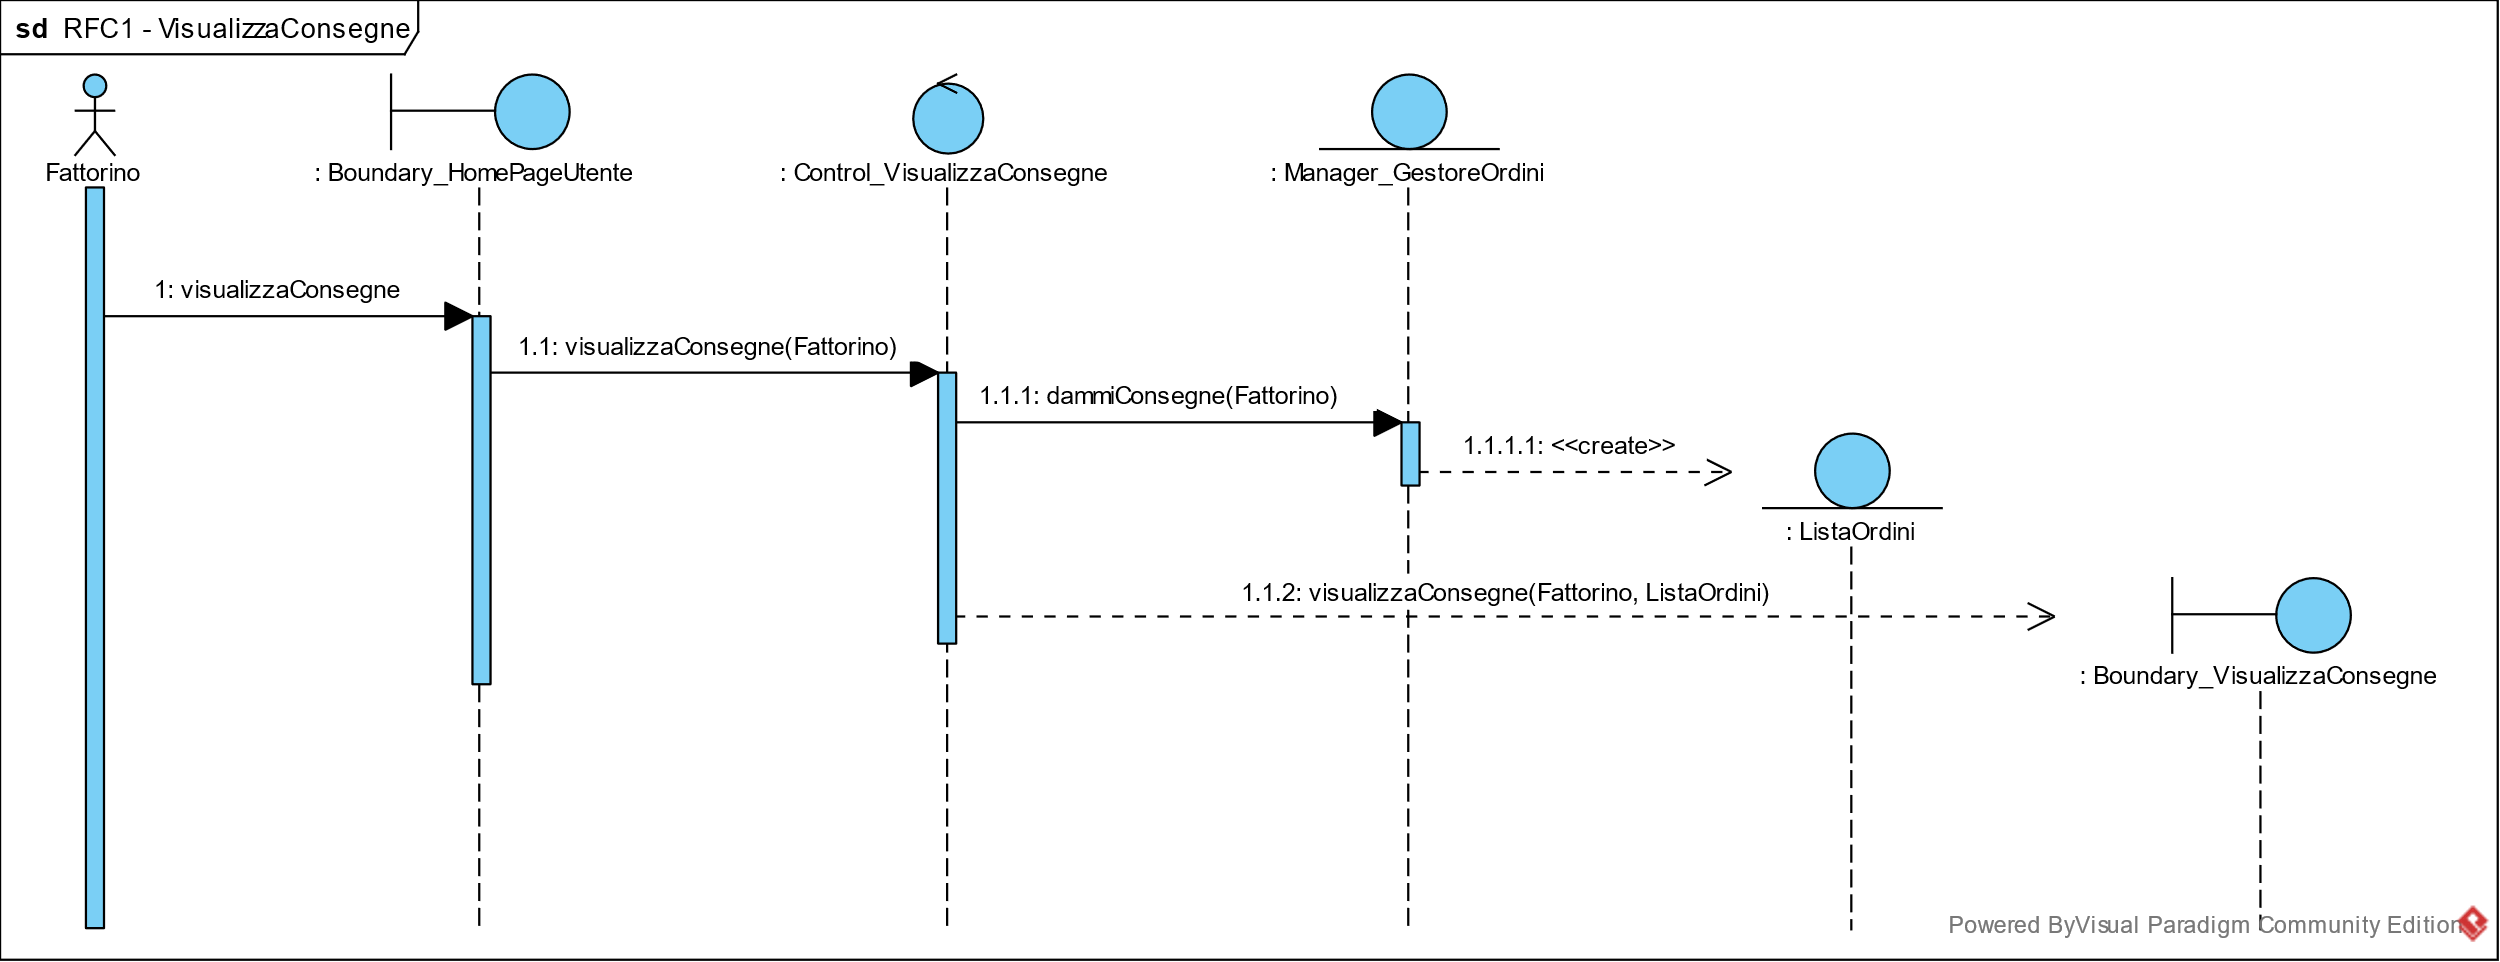 sd RFC1 - VisualizzaConsegne
Fattorino
: Boundary_HomePageUtente
: Control_VisualizzaConsegne
: Manager_GestoreOrdini
1: visualizzaConsegne
1.1: visualizzaConsegne(Fattorino)
1.1.1: dammiConsegne(Fattorino)
1.1.1.1: <<create>>
: ListaOrdini
1.1.2: visualizzaConsegne(Fattorino, ListaOrdini)
: Boundary_VisualizzaConsegne
Powered ByVisual Paradigm Community Edition